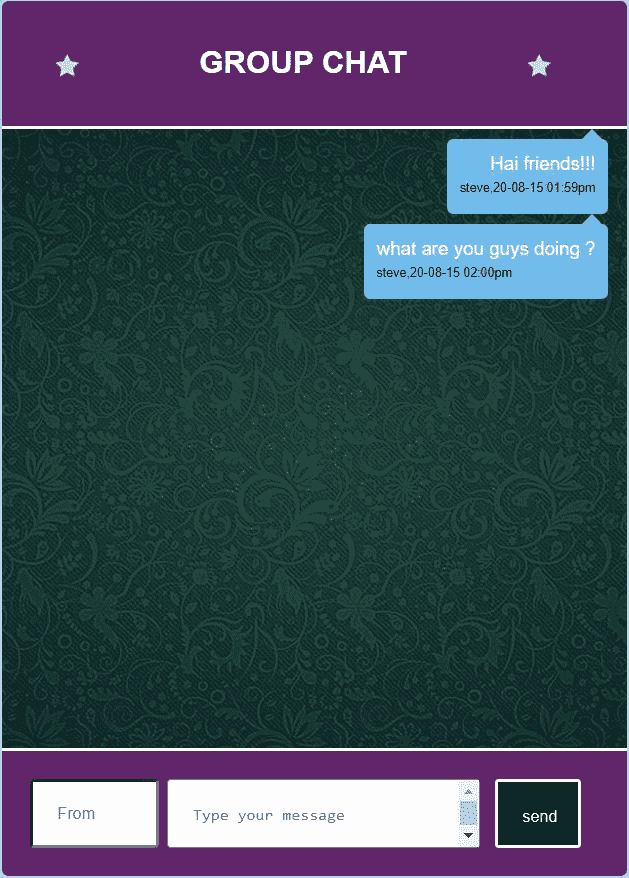 GROUP CHAT
Hai friends!!!
steve,20-08-15 01:59pm
what are you guys doing ?
steve,20-08-15 02:00pm
From
Type your message
send